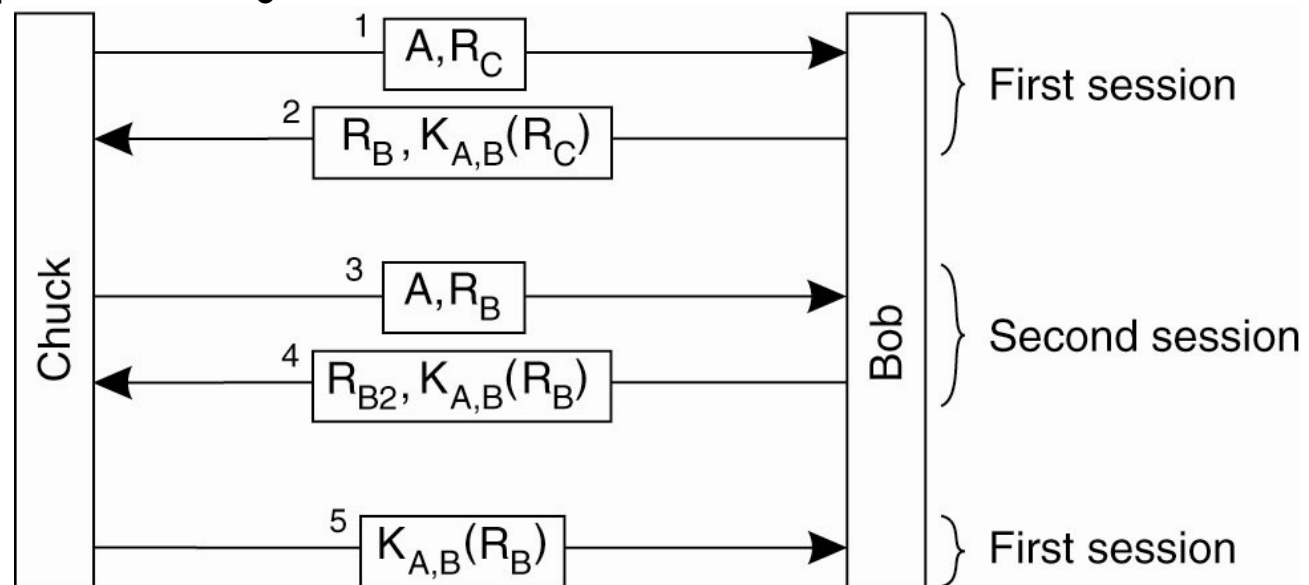 1
A,R_C
First session
2
R_B, K_A,B(R_C)
Chuck
Bob
3
A,R_B
Second session
4
R_B2, K_A,B(R_B)
5
K_A,B(R_B)
First session